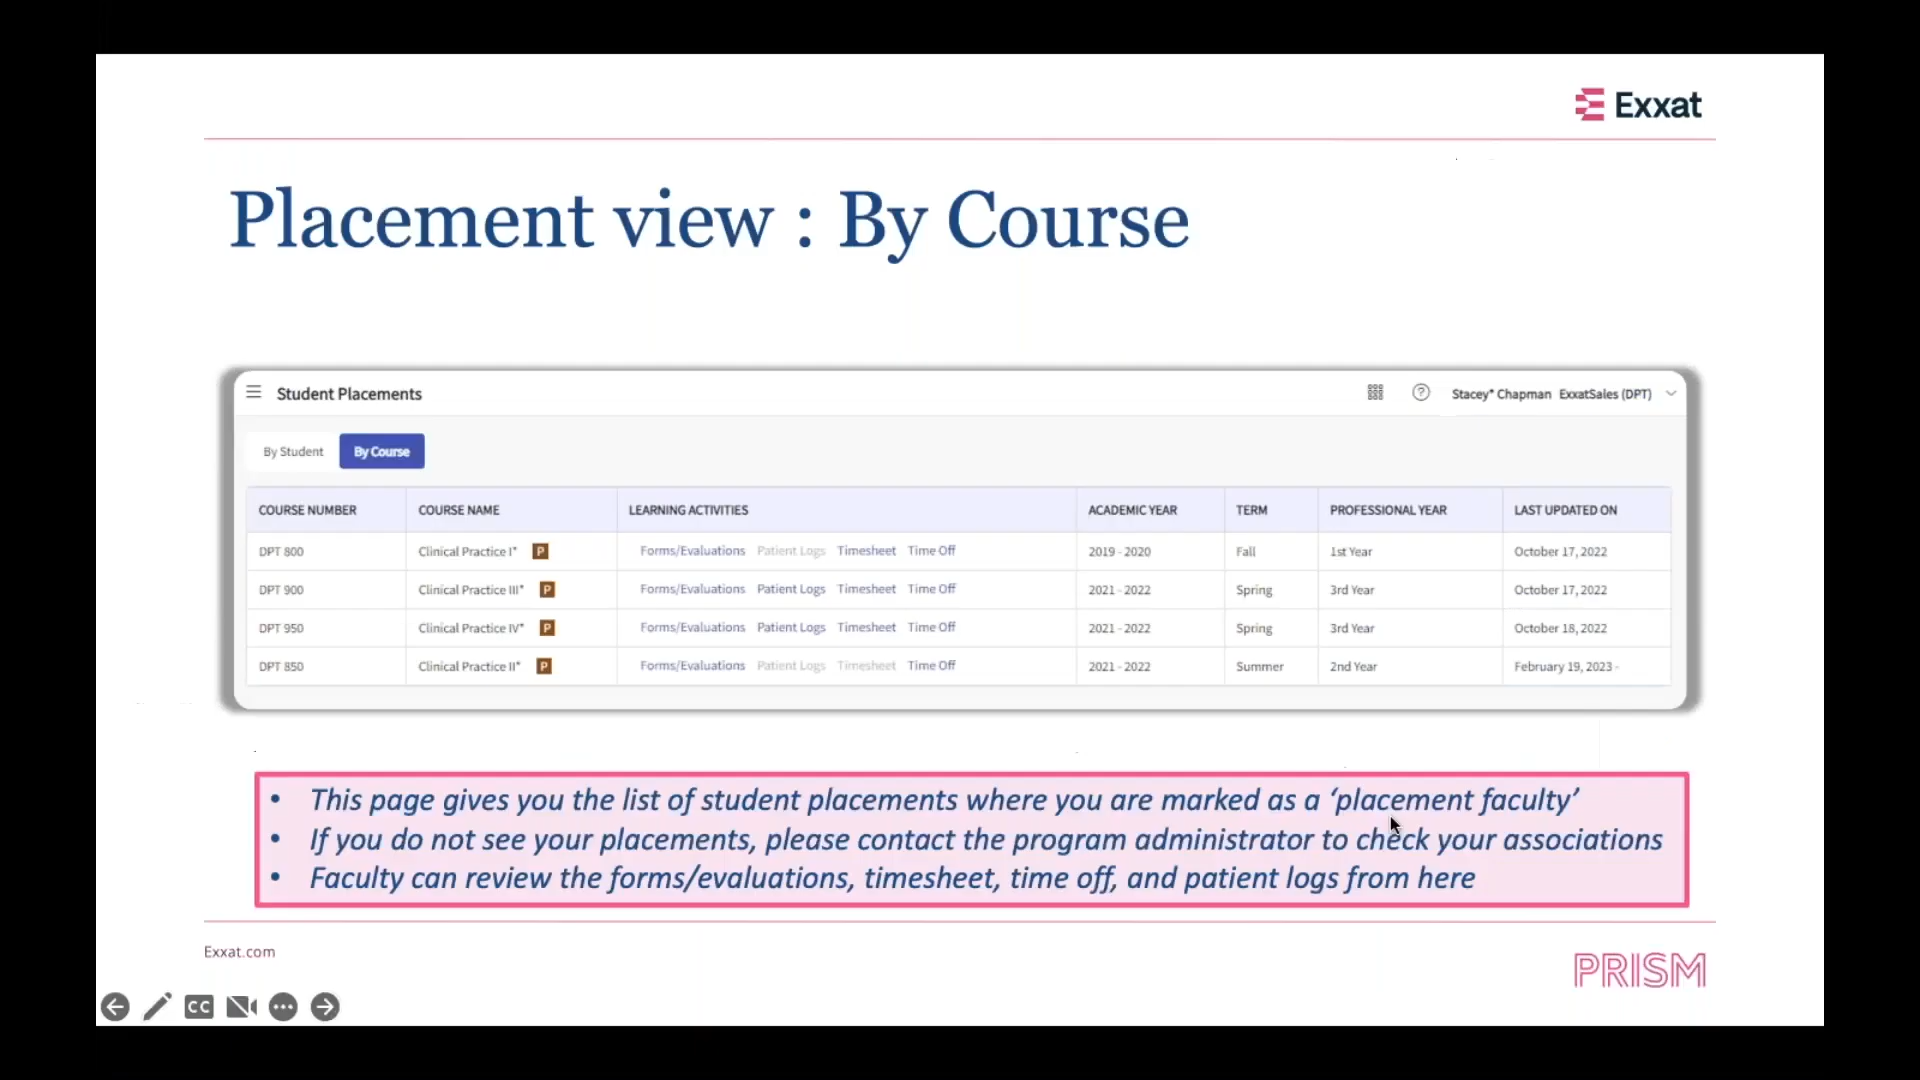 Exxat
Placement view : By Course
Student Placements
Stacey* Chapman ExxatSales (DPT)
By Student By Course
COURSE NUMBER COURSE NAME LEARNING ACTIVITIES ACADEMIC YEAR TERM PROFESSIONAL YEAR LAST UPDATED ON
DPT 800 Clinical Practice I* P Forms/Evaluations Patient Logs Timesheet Time Off 2019 - 2020 Fall 1st Year October 17, 2022
DPT 900 Clinical Practice III* P Forms/Evaluations Patient Logs Timesheet Time Off 2021 - 2022 Spring 3rd Year October 17, 2022
DPT 950 Clinical Practice IV* P Forms/Evaluations Patient Logs Timesheet Time Off 2021 - 2022 Spring 3rd Year October 18, 2022
DPT 850 Clinical Practice II* P Forms/Evaluations Patient Logs Timesheet Time Off 2021 - 2022 Summer 2nd Year February 19, 2023 -
• This page gives you the list of student placements where you are marked as a ‘placement faculty’
• If you do not see your placements, please contact the program administrator to check your associations
• Faculty can review the forms/evaluations, timesheet, time off, and patient logs from here
Exxat.com
PRISM
CC